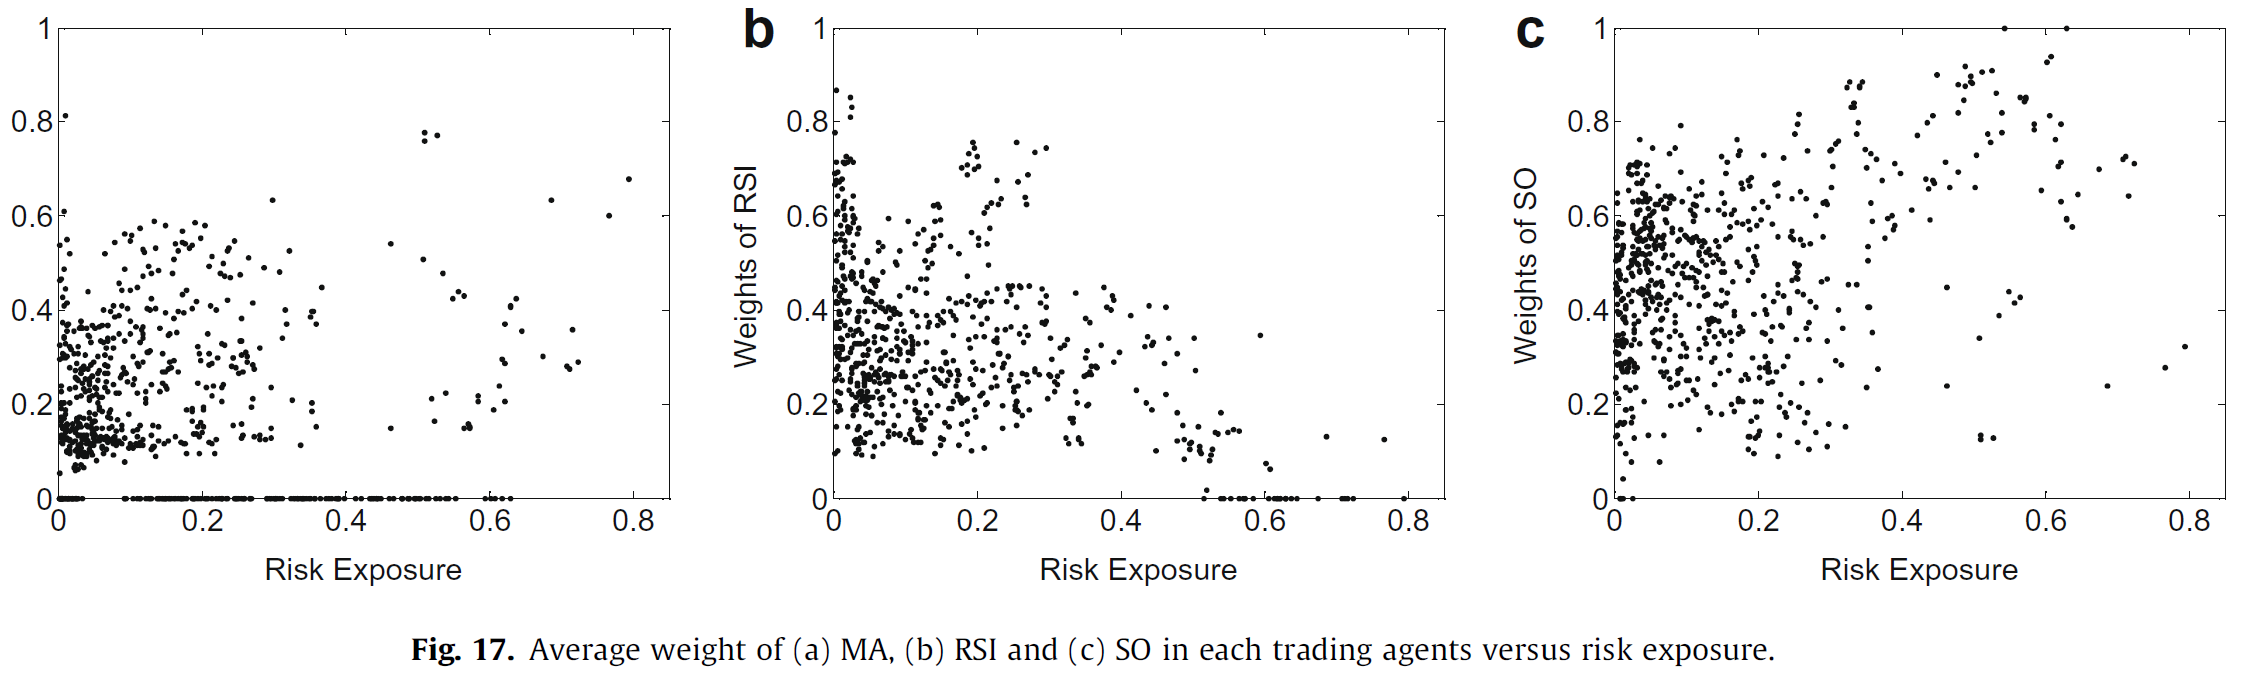 b
c
1
0.8
0.6
0.4
0.2
0
0 0.2 0.4 0.6 0.8
Risk Exposure
Weights of RSI
1
0.8
0.6
0.4
0.2
0
0 0.2 0.4 0.6 0.8
Risk Exposure
Weights of SO
1
0.8
0.6
0.4
0.2
0
0 0.2 0.4 0.6 0.8
Risk Exposure
Fig. 17. Average weight of (a) MA, (b) RSI and (c) SO in each trading agents versus risk exposure.